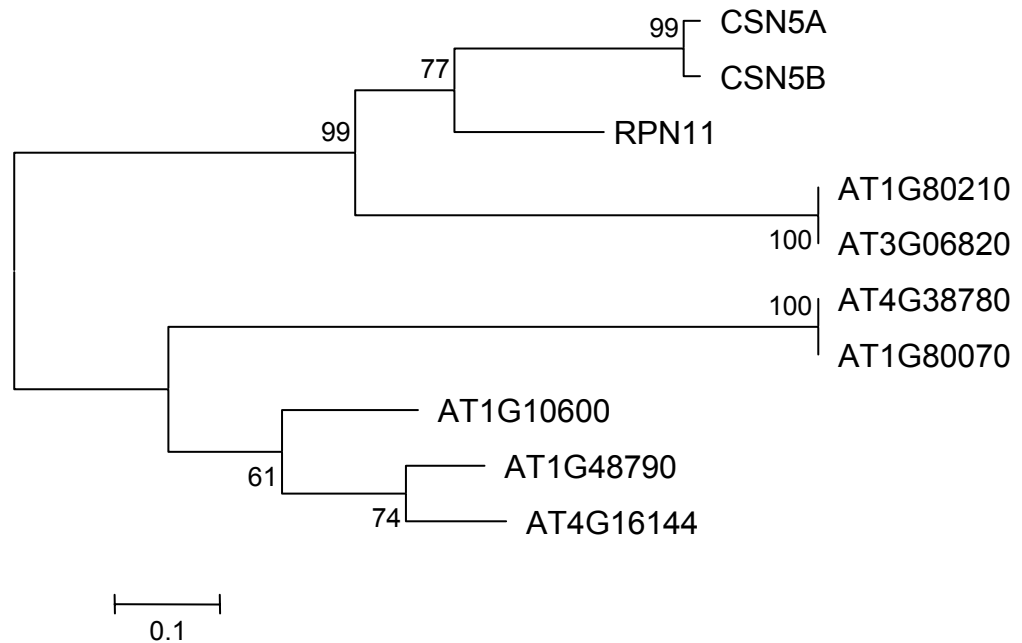 99
CSN5A
77
CSN5B
99
RPN11
AT1G80210
100
AT3G06820
100
AT4G38780
AT1G80070
AT1G10600
61
AT1G48790
74
AT4G16144
0.1